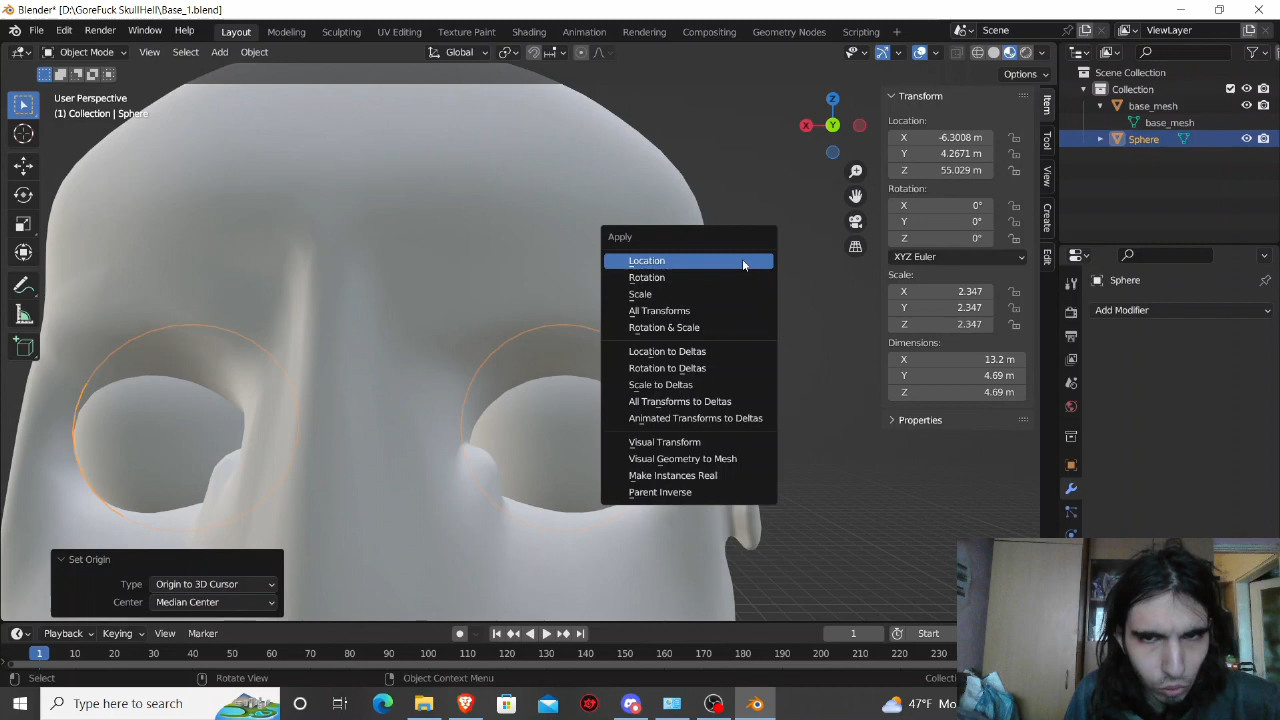 Blender* [D:\GoreFuck SkullHell\Base_1.blend]
File Edit Render Window Help Layout Modeling Sculpting UV Editing Texture Paint Shading Animation Rendering Compositing Geometry Nodes Scripting + Scene ViewLayer
Object Mode View Select Add Object Global
Options
User Perspective
(1) Collection | Sphere
Z
X
Y
Transform
Location:
X -6.3008 m
Y 4.2671 m
Z 55.029 m
Rotation:
X 0°
Y 0°
Z 0°
XYZ Euler
Scale:
X 2.347
Y 2.347
Z 2.347
Dimensions:
X 13.2 m
Y 4.69 m
Z 4.69 m
Properties
Item
Tool
View
Create
Edit
Scene Collection
Collection
base_mesh
base_mesh
Sphere
Sphere
Add Modifier
Apply
Location
Rotation
Scale
All Transforms
Rotation & Scale
Location to Deltas
Rotation to Deltas
Scale to Deltas
All Transforms to Deltas
Animated Transforms to Deltas
Visual Transform
Visual Geometry to Mesh
Make Instances Real
Parent Inverse
Set Origin
Type Origin to 3D Cursor
Center Median Center
Playback Keying View Marker 1 Start
1 10 20 30 40 50 60 70 80 90 100 110 120 130 140 150 160 170 180 190 200 210 220 230
Select Rotate View Object Context Menu
Type here to search 47°F